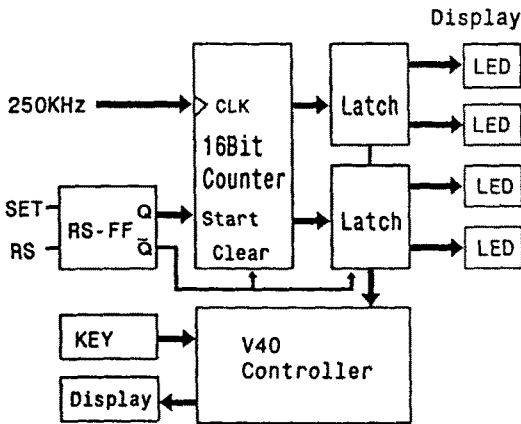 Display
LED
250KHz
CLK
Latch
16Bit
Counter
LED
LED
SET
RS-FF
Q
Start
Latch
RS
Q̄
Clear
LED
KEY
V40
Controller
Display